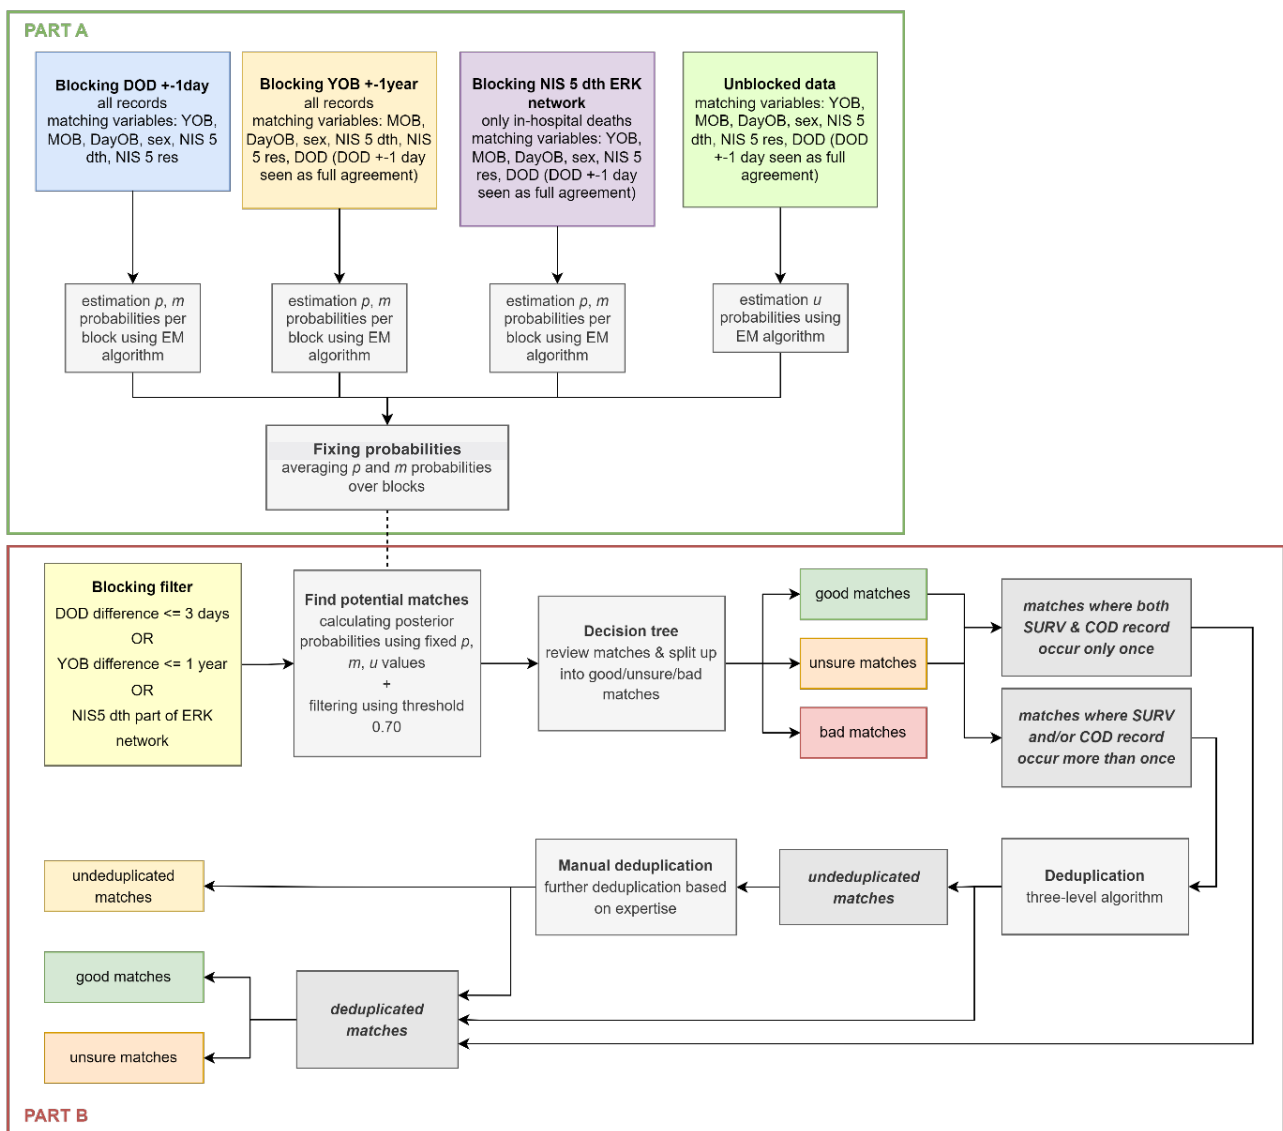 PART A
Blocking DOD +-1day
all records
matching variables: YOB,
MOB, DayOB, sex, NIS 5
dth, NIS 5 res
Blocking YOB +-1year
all records
matching variables: MOB,
DayOB, sex, NIS 5 dth, NIS
5 res, DOD (DOD +-1 day
seen as full agreement)
Blocking NIS 5 dth ERK
network
only in-hospital deaths
matching variables: YOB,
MOB, DayOB, sex, NIS 5
res, DOD (DOD +-1 day
seen as full agreement)
Unblocked data
matching variables: YOB,
MOB, DayOB, sex, NIS 5
dth, NIS 5 res, DOD (DOD
+-1 day seen as full
agreement)
estimation p, m
probabilities per
block using EM
algorithm
estimation p, m
probabilities per
block using EM
algorithm
estimation p, m
probabilities per
block using EM
algorithm
estimation u
probabilities using
EM algorithm
Fixing probabilities
averaging p and m probabilities
over blocks
Blocking filter
DOD difference <= 3 days
OR
YOB difference <= 1 year
OR
NIS5 dth part of ERK
network
Find potential matches
calculating posterior
probabilities using fixed p,
m, u values
+
filtering using threshold
0.70
Decision tree
review matches & split up
into good/unsure/bad
matches
good matches
unsure matches
bad matches
matches where both
SURV & COD record
occur only once
matches where SURV
and/or COD record
occur more than once
undeduplicated
matches
Manual deduplication
further deduplication based
on expertise
undeduplicated
matches
Deduplication
three-level algorithm
good matches
unsure matches
deduplicated
matches
PART B